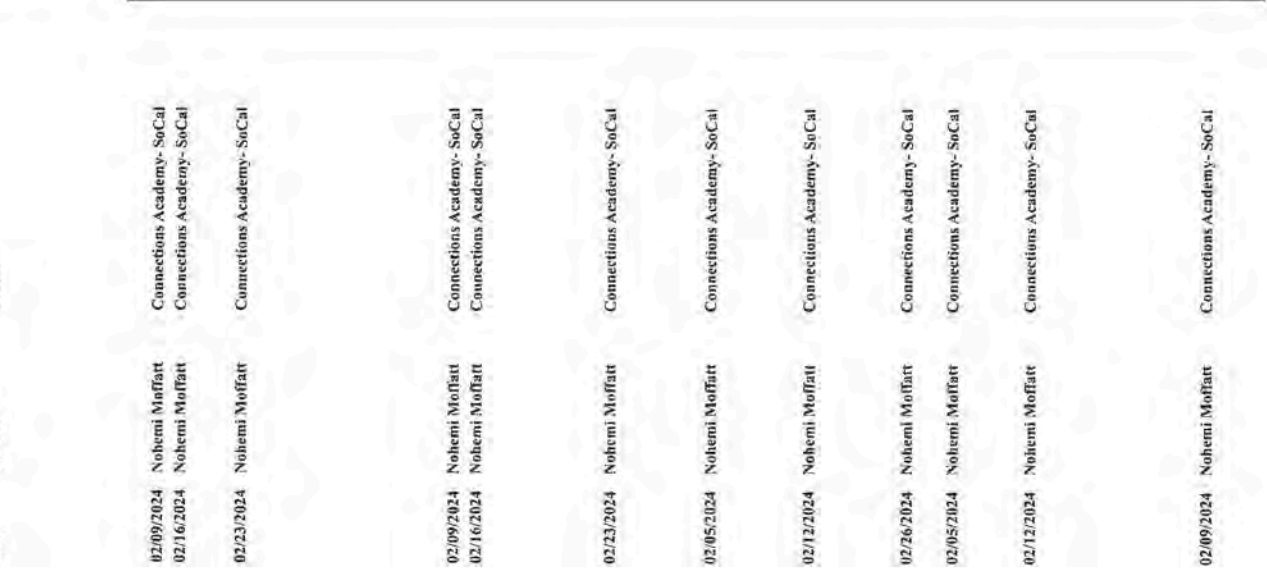 02/09/2024 Nohemi Moffatt Connections Academy- SoCal
02/16/2024 Nohemi Moffatt Connections Academy- SoCal
02/23/2024 Nohemi Moffatt Connections Academy- SoCal
02/09/2024 Nohemi Moffatt Connections Academy- SoCal
02/16/2024 Nohemi Moffatt Connections Academy- SoCal
02/23/2024 Nohemi Moffatt Connections Academy- SoCal
02/05/2024 Nohemi Moffatt Connections Academy- SoCal
02/12/2024 Nohemi Moffatt Connections Academy- SoCal
02/26/2024 Nohemi Moffatt Connections Academy- SoCal
02/05/2024 Nohemi Moffatt Connections Academy- SoCal
02/12/2024 Nohemi Moffatt Connections Academy- SoCal
02/09/2024 Nohemi Moffatt Connections Academy- SoCal